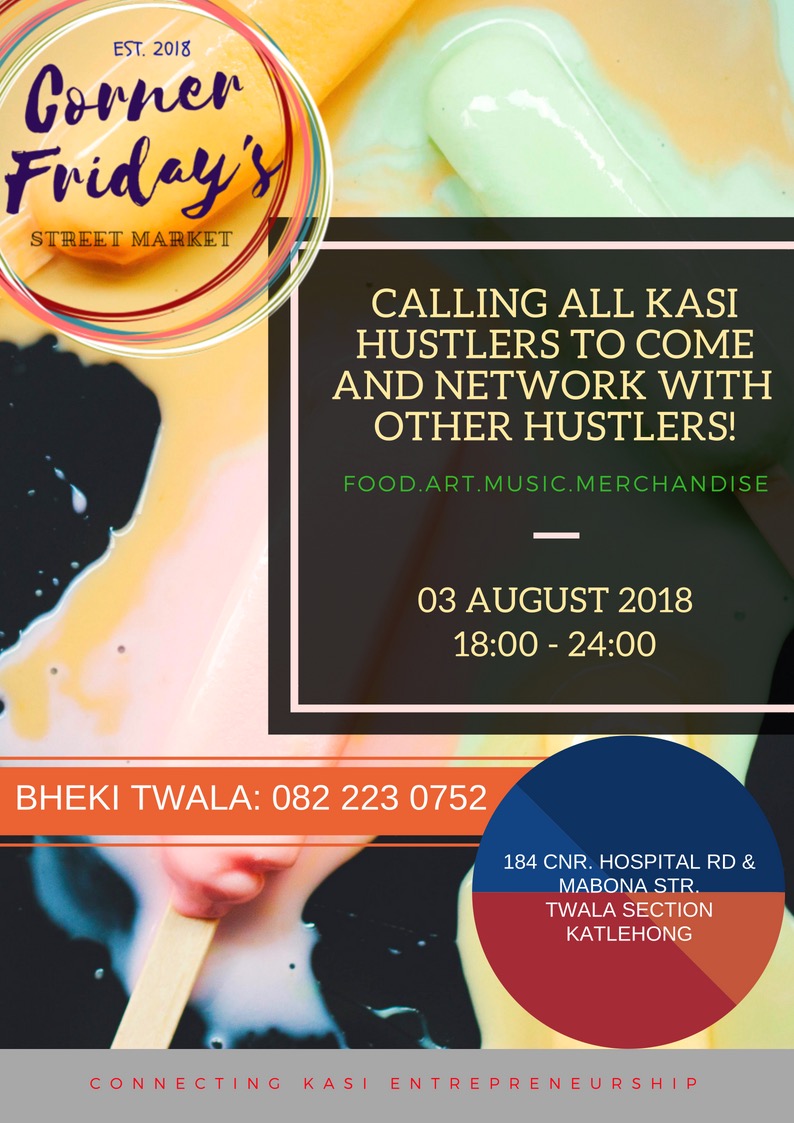 EST. 2018
Corner
Friday's
STREET MARKET
CALLING ALL KASI
HUSTLERS TO COME
AND NETWORK WITH
OTHER HUSTLERS!
FOOD.ART.MUSIC.MERCHANDISE
03 AUGUST 2018
18:00 - 24:00
BHEKI TWALA: 082 223 0752
184 CNR. HOSPITAL RD &
MABONA STR.
TWALA SECTION
KATLEHONG
CONNECTING KASI ENTREPRENEURSHIP